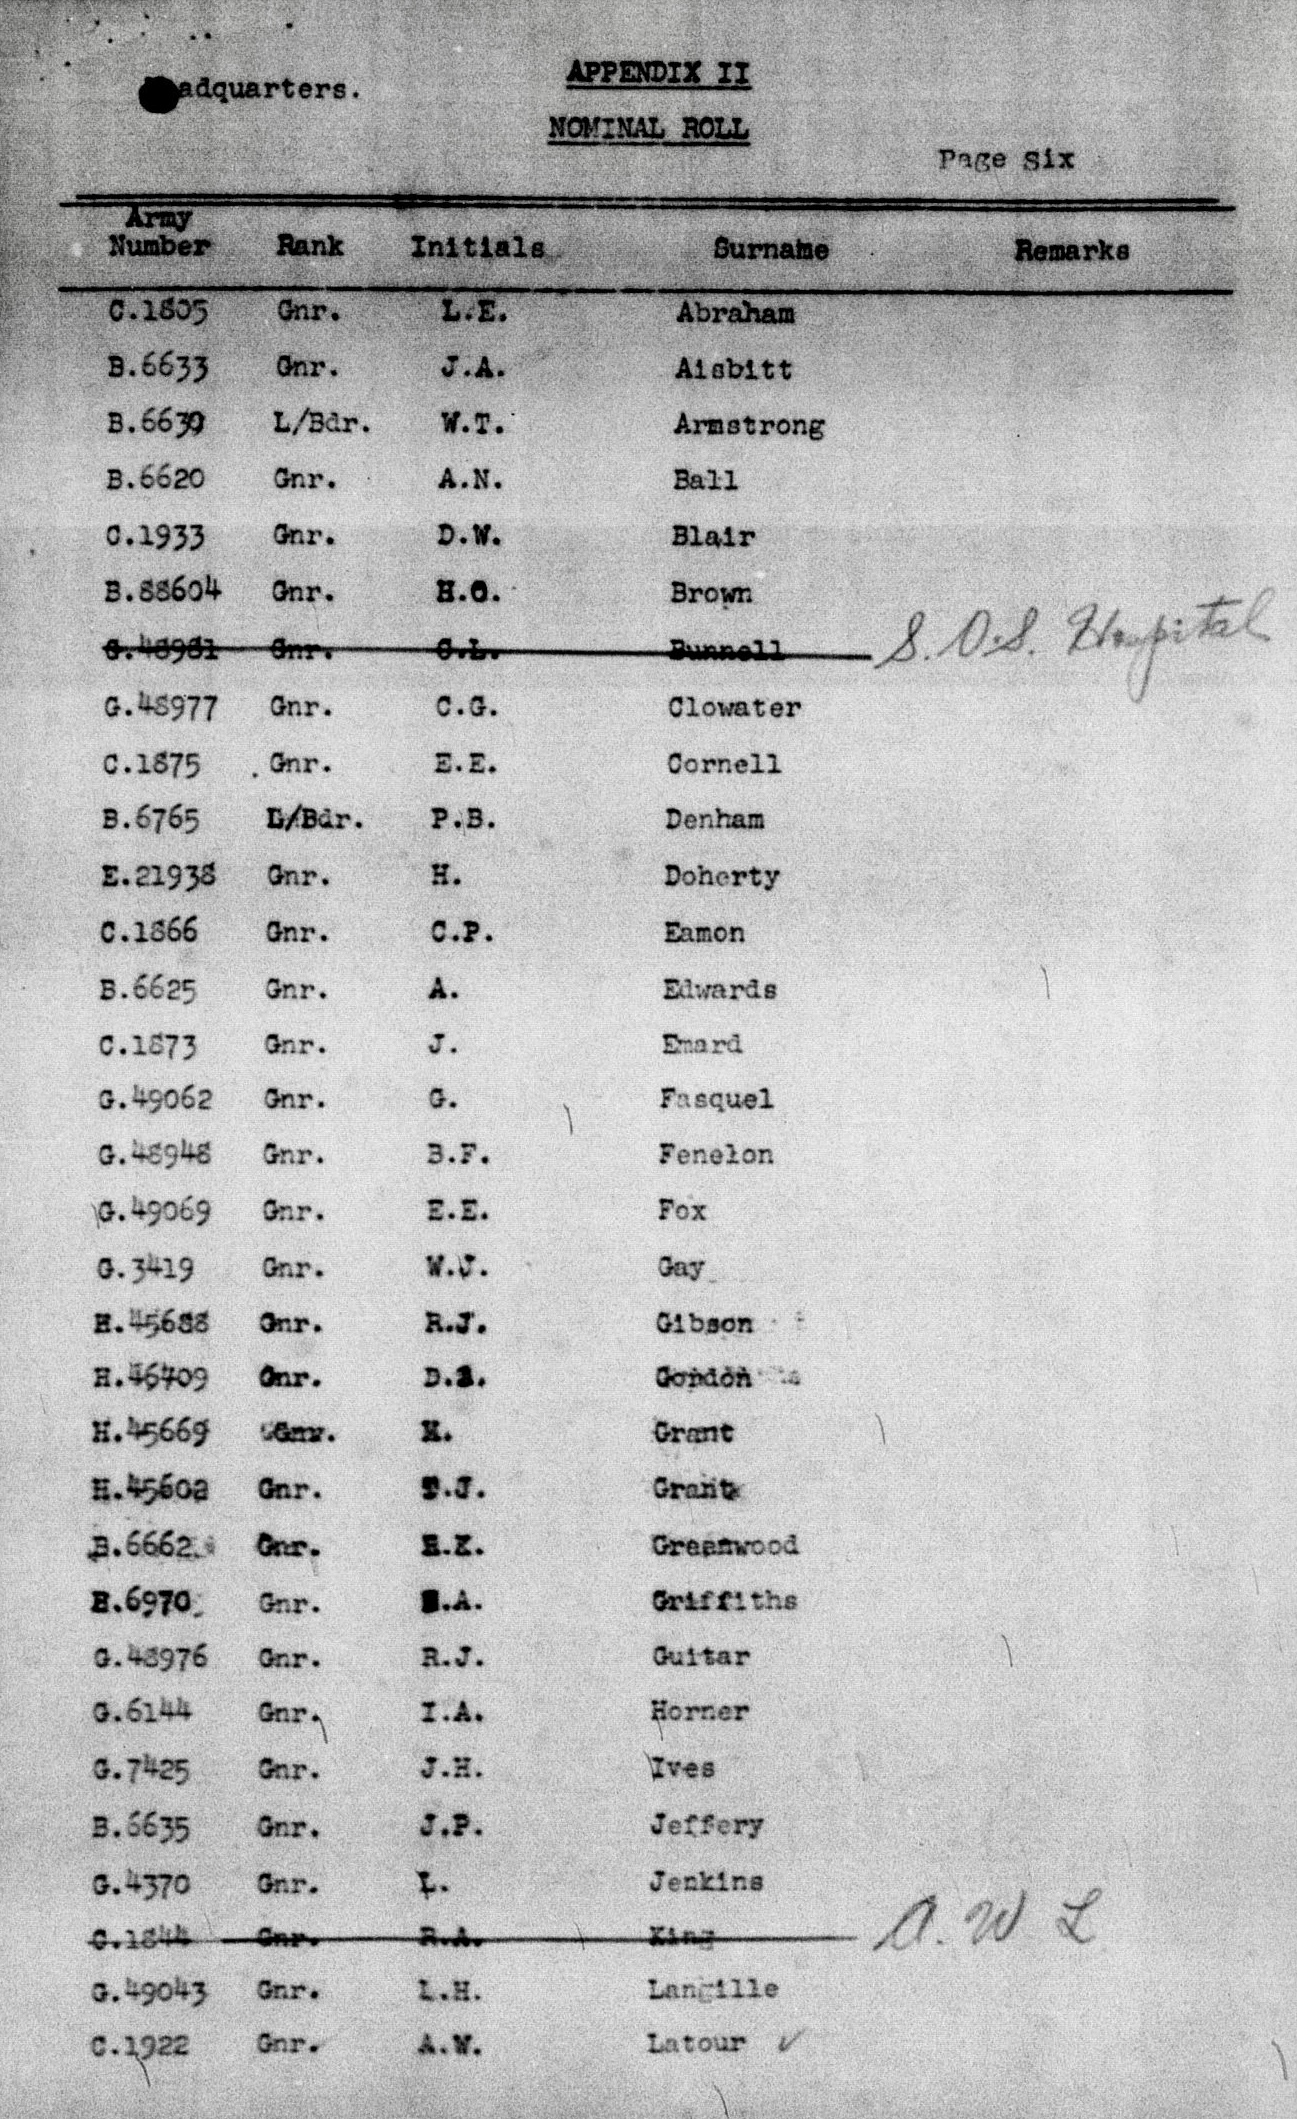 adquarters.
APPENDIX II
NOMINAL ROLL
Page Six
Army
Number Rank Initials Surname Remarks
C.1805 Gnr. L.E. Abraham
B.6633 Gnr. J.A. Aisbitt
B.6639 L/Bdr. W.T. Armstrong
B.6620 Gnr. A.N. Ball
C.1933 Gnr. D.W. Blair
B.88604 Gnr. H.O. Brown
G.48981 Gnr. C.L. Bunnell S.O.S. Hospital
G.48977 Gnr. C.G. Clowater
C.1875 Gnr. E.E. Cornell
B.6765 L/Bdr. P.B. Denham
E.21938 Gnr. H. Doherty
C.1866 Gnr. C.P. Eamon
B.6625 Gnr. A. Edwards
C.1873 Gnr. J. Emard
G.49062 Gnr. G. Fasquel
G.48948 Gnr. B.F. Fenelon
G.49069 Gnr. E.E. Fox
G.3419 Gnr. W.J. Gay
H.45688 Gnr. R.J. Gibson
H.46409 Gnr. Gordon
H.45669 Gnr. Grant
H.45602 Gnr. T.J. Grant
B.6662 Gnr. Greenwood
B.6970 Gnr. Griffiths
G.48976 Gnr. R.J. Guitar
G.6144 Gnr. I.A. Horner
G.7425 Gnr. J.H. Ives
B.6635 Gnr. J.P. Jeffery
G.4370 Gnr. L. Jenkins
C.1844 Gnr. R.A. King A.W L
G.49043 Gnr. L.H. Langille
C.1922 Gnr. A.W. Latour ✓